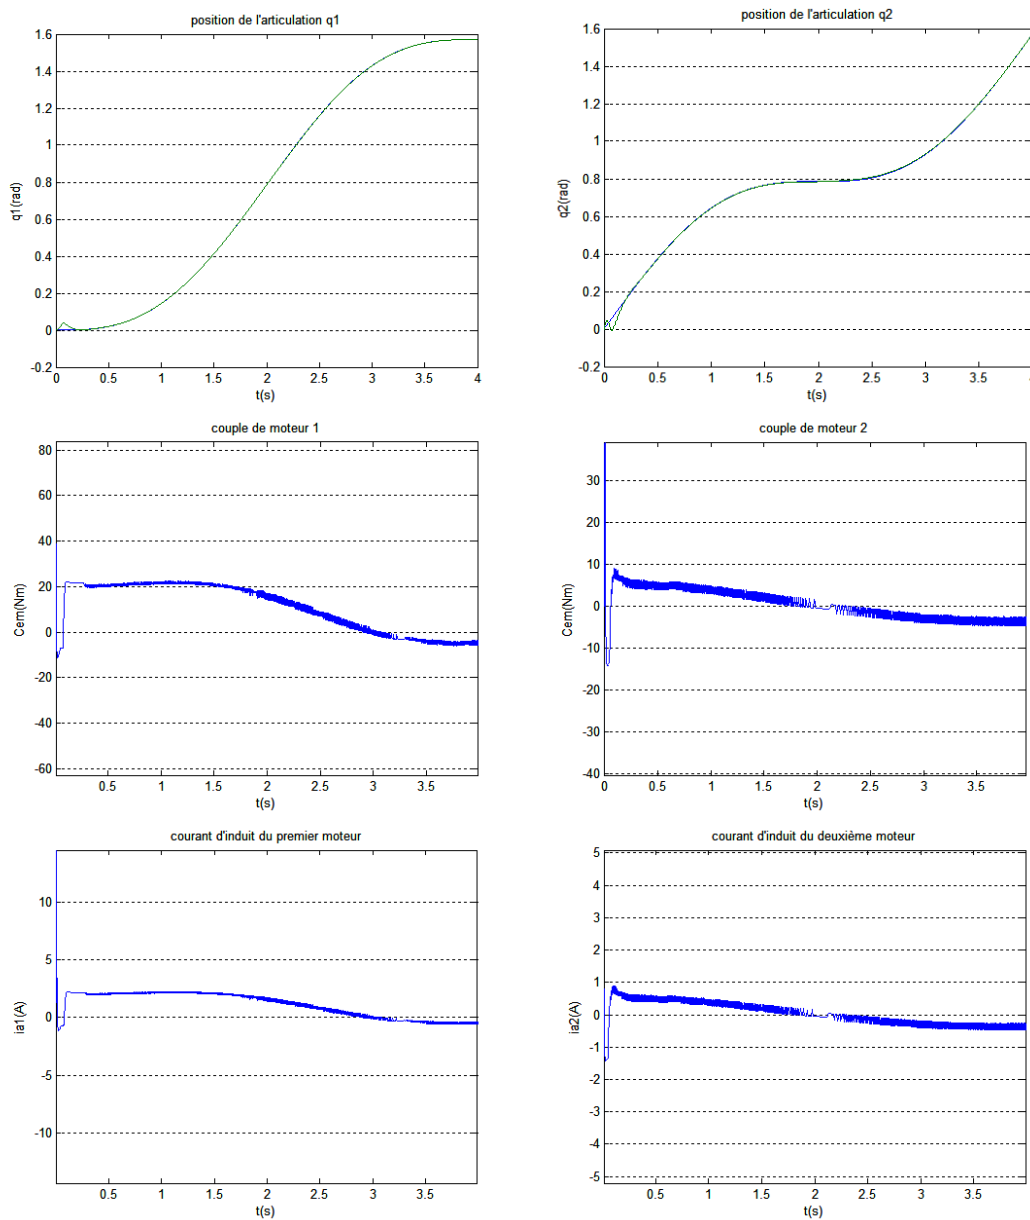 position de l'articulation q1
1.6
1.4
1.2
1
0.8
0.6
0.4
0.2
0
-0.2
q1(rad)
0 0.5 1 1.5 2 2.5 3 3.5 4
t(s)
position de l'articulation q2
1.6
1.4
1.2
1
0.8
0.6
0.4
0.2
0
-0.2
q2(rad)
0 0.5 1 1.5 2 2.5 3 3.5
t(s)
couple de moteur 1
80
60
40
20
0
-20
-40
-60
Cem(Nm)
0.5 1 1.5 2 2.5 3 3.5
t(s)
couple de moteur 2
30
20
10
0
-10
-20
-30
-40
Cem(Nm)
0.5 1 1.5 2 2.5 3 3.5
t(s)
courant d'induit du premier moteur
10
5
0
-5
-10
ia1(A)
0.5 1 1.5 2 2.5 3 3.5
t(s)
courant d'induit du deuxième moteur
5
4
3
2
1
0
-1
-2
-3
-4
-5
ia2(A)
0.5 1 1.5 2 2.5 3 3.5
t(s)